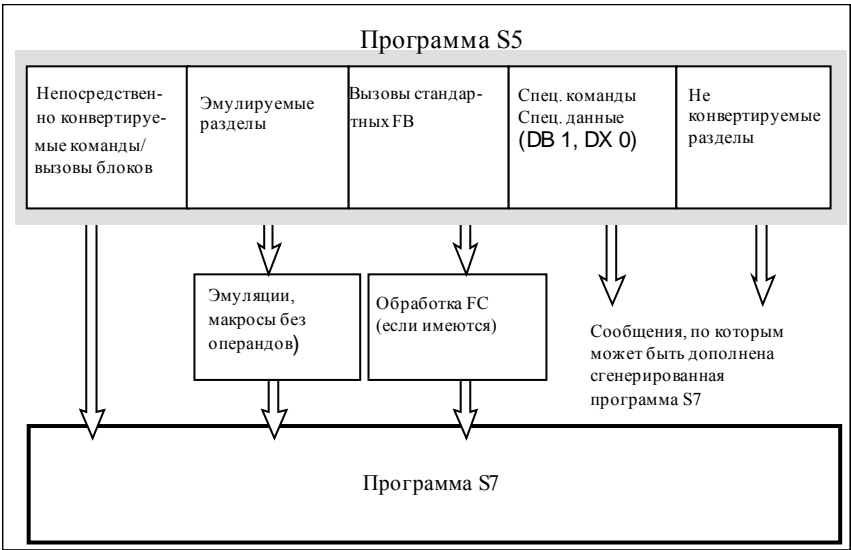 Программа S5
Непосредствен-
но конвертируе-
мые команды/
вызовы блоков
Эмулируемые
разделы
Вызовы стандар-
тных FB
Спец. команды
Спец. данные
(DB 1, DX 0)
Не
конвертируемые
разделы
Эмуляции,
макросы без
операндов)
Обработка FC
(если имеются)
Сообщения, по которым
может быть дополнена
сгенерированная
программа S7
Программа S7